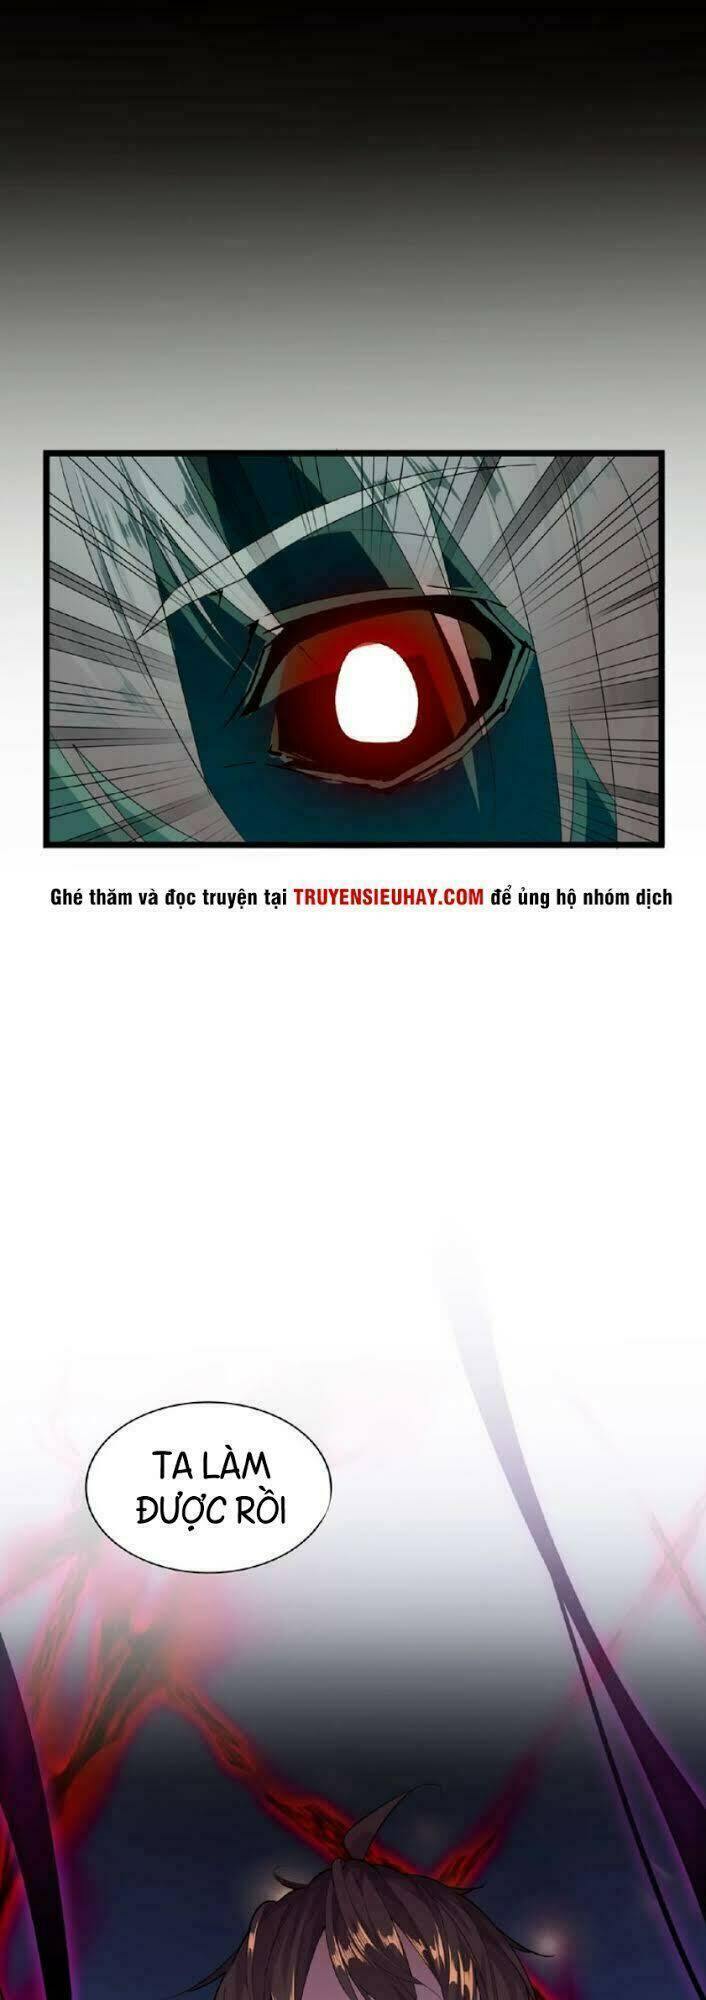 Ghé thăm và đọc truyện tại TRUYENSIEUHAY.COM để ủng hộ nhóm dịch
TA LÀM
ĐƯỢC RỒI